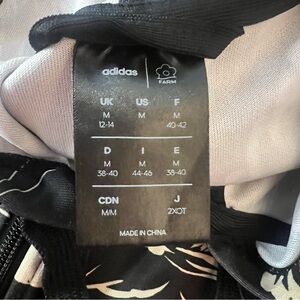 adidas FARM
UK US F
M M M
12-14 40-42
D I E
M M M
38-40 44-46 38-40
CDN J
M/M 2XOT
MADE IN CHINA